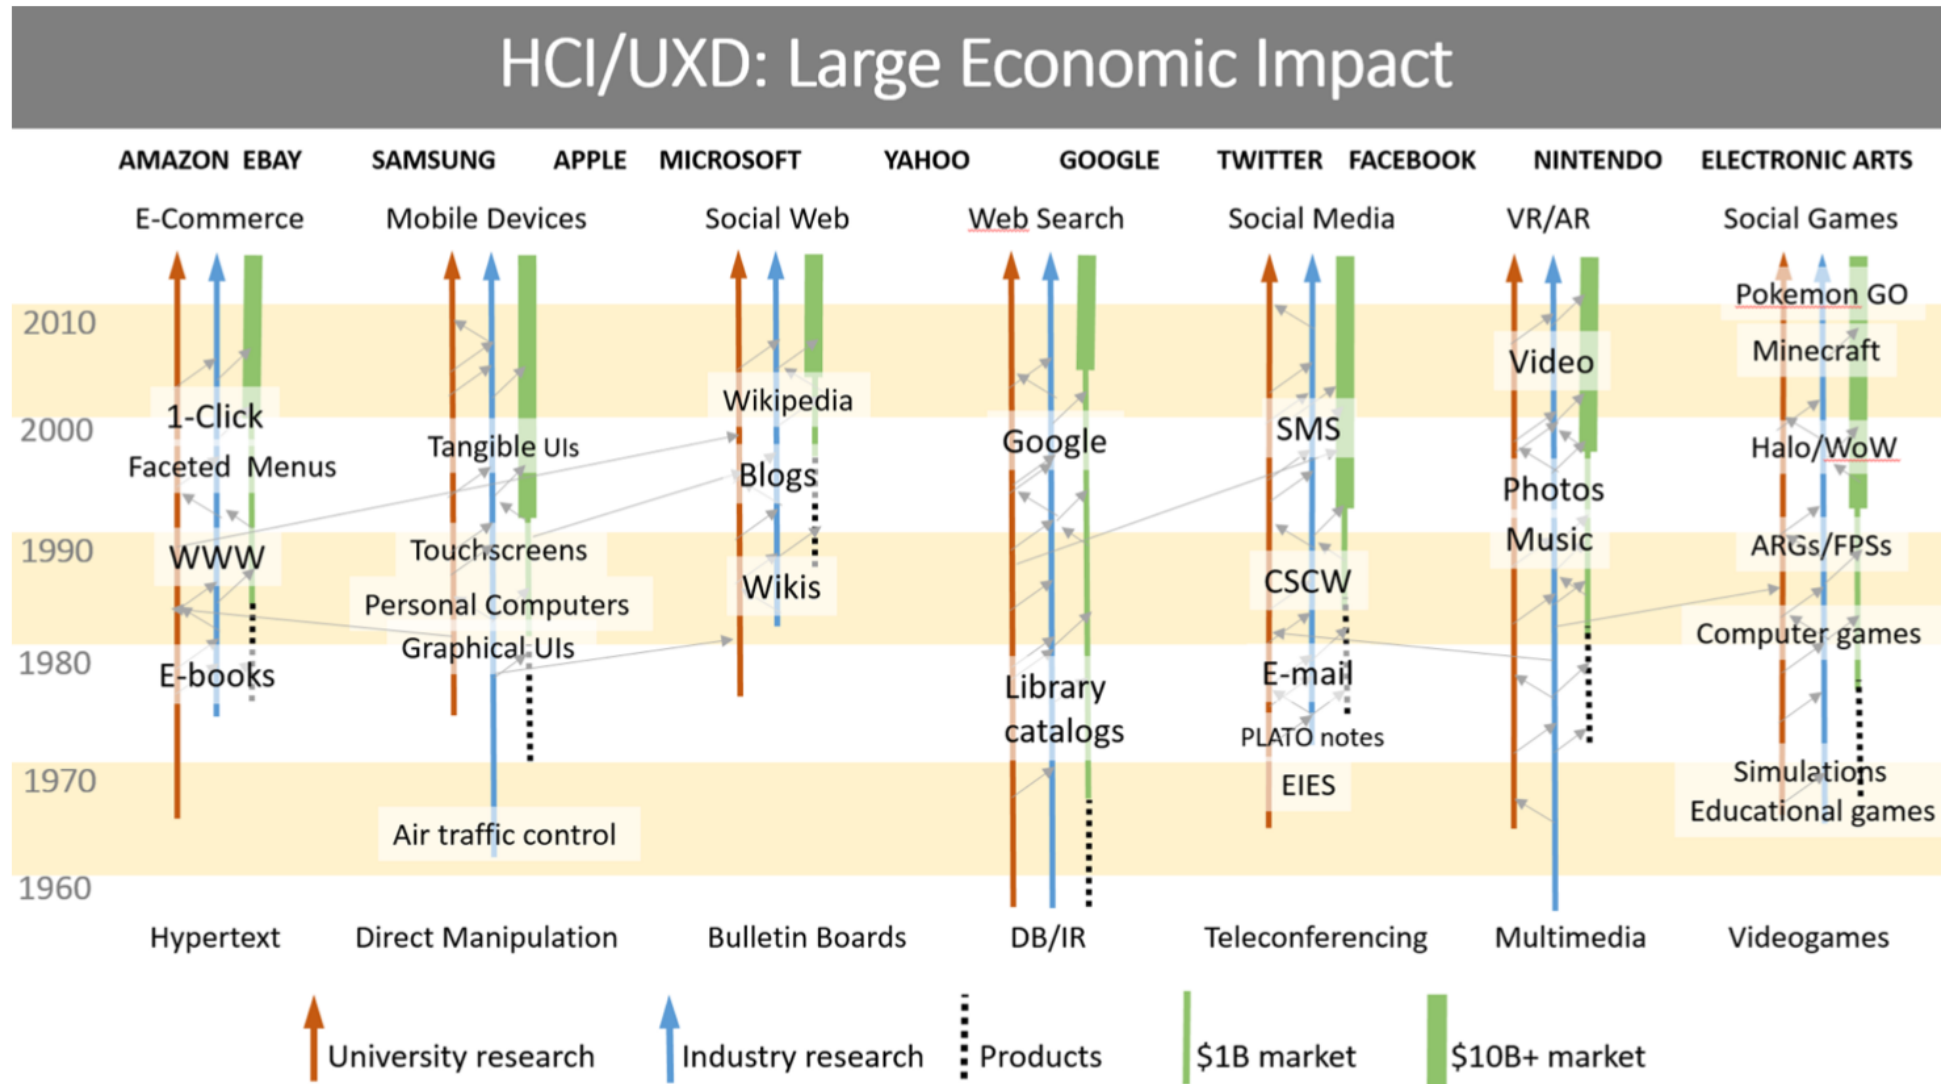 HCI/UXD: Large Economic Impact
AMAZON EBAY SAMSUNG APPLE MICROSOFT YAHOO GOOGLE TWITTER FACEBOOK NINTENDO ELECTRONIC ARTS
E-Commerce Mobile Devices Social Web Web Search Social Media VR/AR Social Games
Pokemon GO
2010
Minecraft
Video
Wikipedia
1-Click
2000
SMS
Google
Tangible UIs
Halo/WoW
Faceted Menus
Blogs
Photos
Music
1990
Touchscreens
ARGs/FPSs
WWW
CSCW
Wikis
Personal Computers
Computer games
Graphical UIs
1980
E-books
E-mail
Library
catalogs
PLATO notes
1970
Simulations
EIES
Educational games
Air traffic control
1960
Hypertext Direct Manipulation Bulletin Boards DB/IR Teleconferencing Multimedia Videogames
University research Industry research Products $1B market $10B+ market